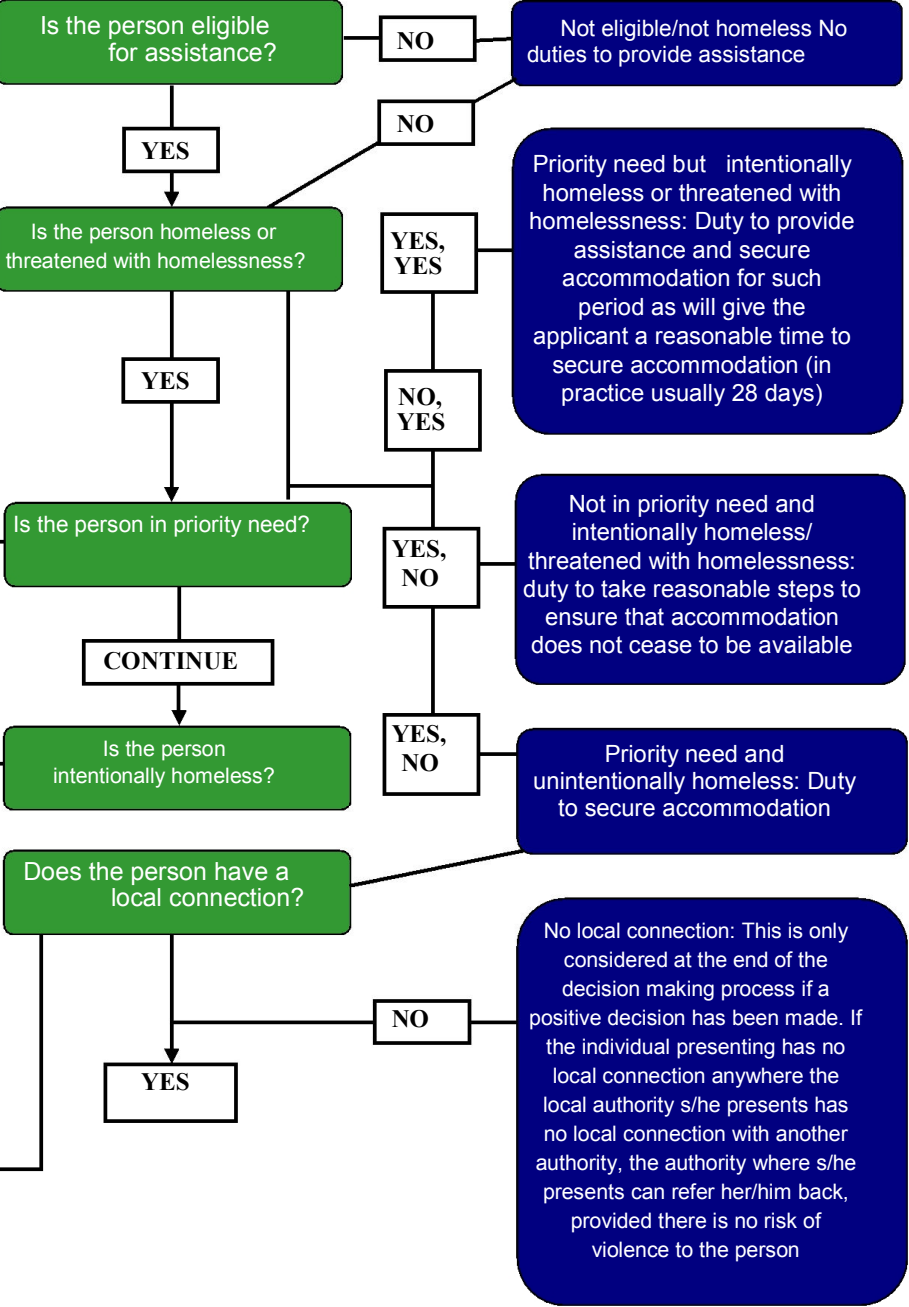 Is the person eligible
for assistance?
NO
Not eligible/not homeless No
duties to provide assistance
NO
YES
Priority need but intentionally
homeless or threatened with
homelessness: Duty to provide
assistance and secure
accommodation for such
period as will give the
applicant a reasonable time to
secure accommodation (in
practice usually 28 days)
Is the person homeless or
threatened with homelessness?
YES,
YES
YES
NO,
YES
Is the person in priority need?
YES,
NO
Not in priority need and
intentionally homeless/
threatened with homelessness:
duty to take reasonable steps to
ensure that accommodation
does not cease to be available
CONTINUE
Is the person
intentionally homeless?
YES,
NO
Priority need and
unintentionally homeless: Duty
to secure accommodation
Does the person have a
local connection?
NO
YES
No local connection: This is only
considered at the end of the
decision making process if a
positive decision has been made. If
the individual presenting has no
local connection anywhere the
local authority s/he presents has
no local connection with another
authority, the authority where s/he
presents can refer her/him back,
provided there is no risk of
violence to the person